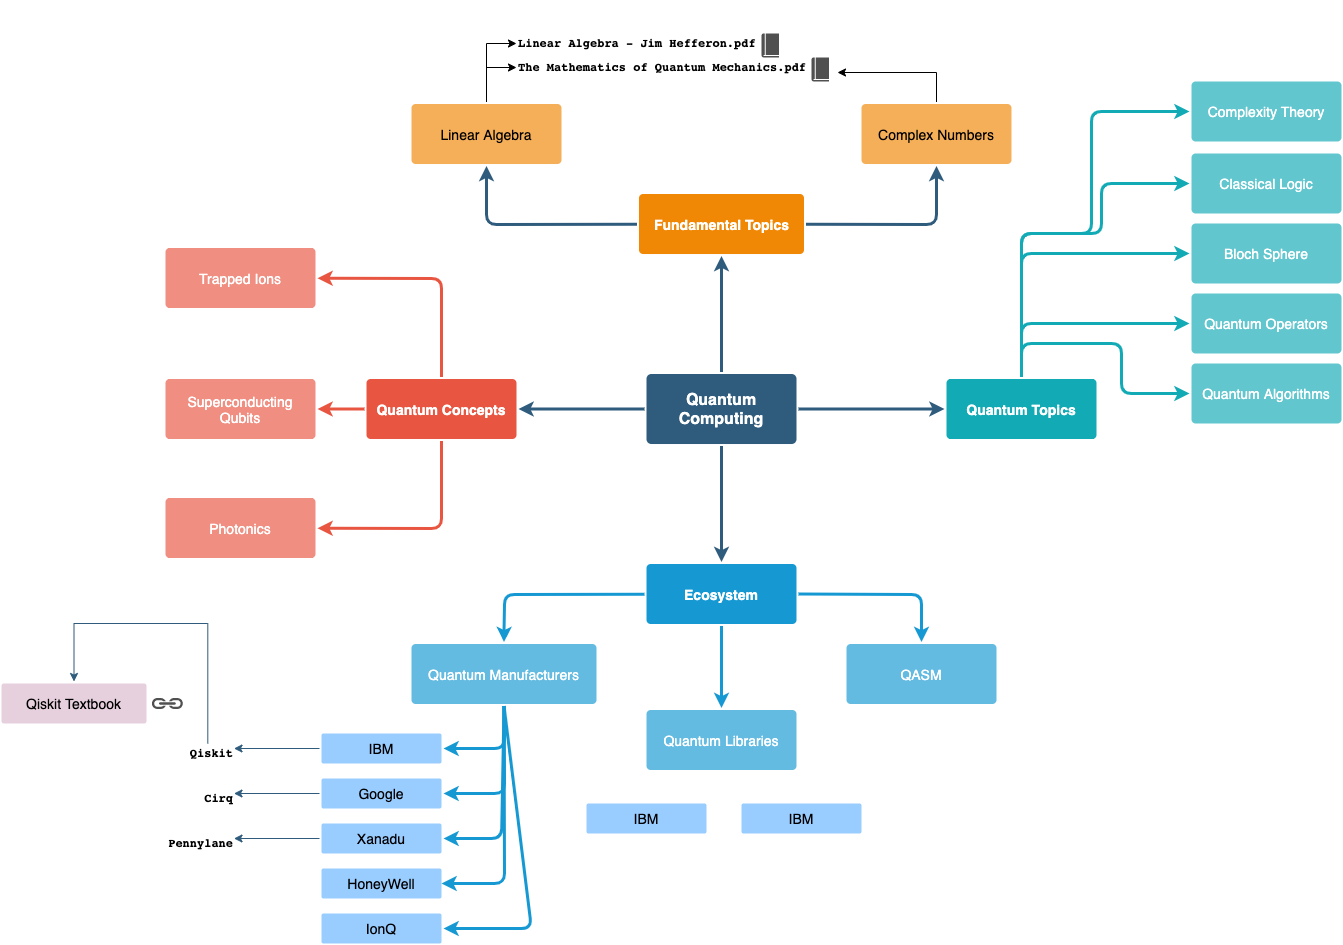 Linear Algebra - Jim Hefferon.pdf
The Mathematics of Quantum Mechanics.pdf
Linear Algebra
Complex Numbers
Complexity Theory
Classical Logic
Fundamental Topics
Bloch Sphere
Trapped Ions
Quantum Operators
Quantum Algorithms
Superconducting
Qubits
Quantum Concepts
Quantum
Computing
Quantum Topics
Photonics
Ecosystem
Quantum Manufacturers
QASM
Qiskit Textbook
Quantum Libraries
Qiskit
IBM
Cirq
Google
IBM
IBM
Pennylane
Xanadu
HoneyWell
IonQ